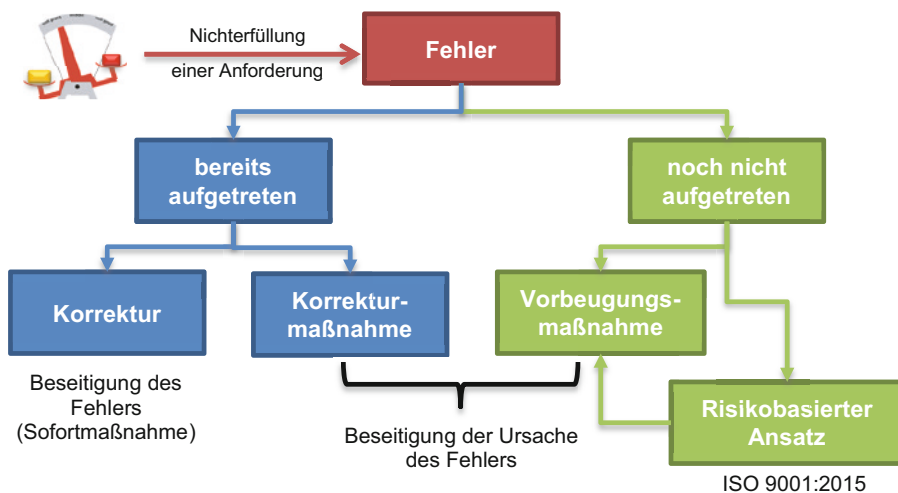 Nichterfüllung
einer Anforderung
Fehler
bereits
aufgetreten
noch nicht
aufgetreten
Korrektur
Korrektur-
maßnahme
Vorbeugungs-
maßnahme
Beseitigung des
Fehlers
(Sofortmaßnahme)
Beseitigung der Ursache
des Fehlers
Risikobasierter
Ansatz
ISO 9001:2015